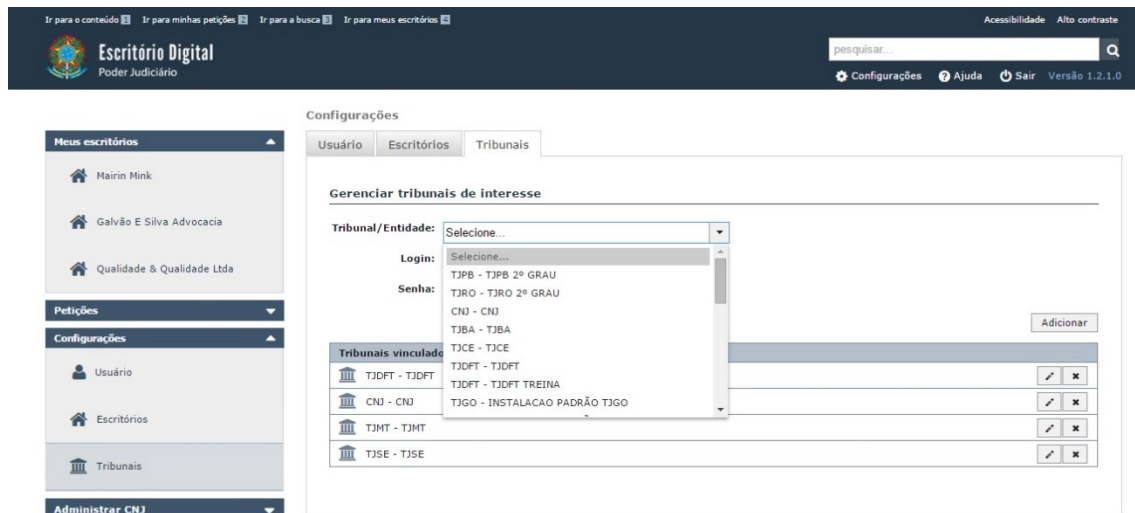 Ir para o conteúdo 1 Ir para minhas petições 2 Ir para a busca 3 Ir para meus escritórios 4 Acessibilidade Alto contraste
Escritório Digital
Poder Judiciário
pesquisar...
Configurações Ajuda Sair Versão 1.2.1.0
Configurações
Meus escritórios
Mairin Mink
Galvão E Silva Advocacia
Qualidade & Qualidade Ltda
Petições
Configurações
Usuário
Escritórios
Tribunais
Administrar CNJ
Usuário Escritórios Tribunais
Gerenciar tribunais de interesse
Tribunal/Entidade: Selecione...
Login:
Senha:
Selecione...
TJPB - TJPB 2º GRAU
TJRO - TJRO 2º GRAU
CNJ - CNJ
TJBA - TJBA
TJCE - TJCE
TJDFT - TJDFT
TJDFT - TJDFT TREINA
TJGO - INSTALACAO PADRÃO TJGO
Adicionar
Tribunais vinculado
TJDFT - TJDFT
CNJ - CNJ
TJMT - TJMT
TJSE - TJSE